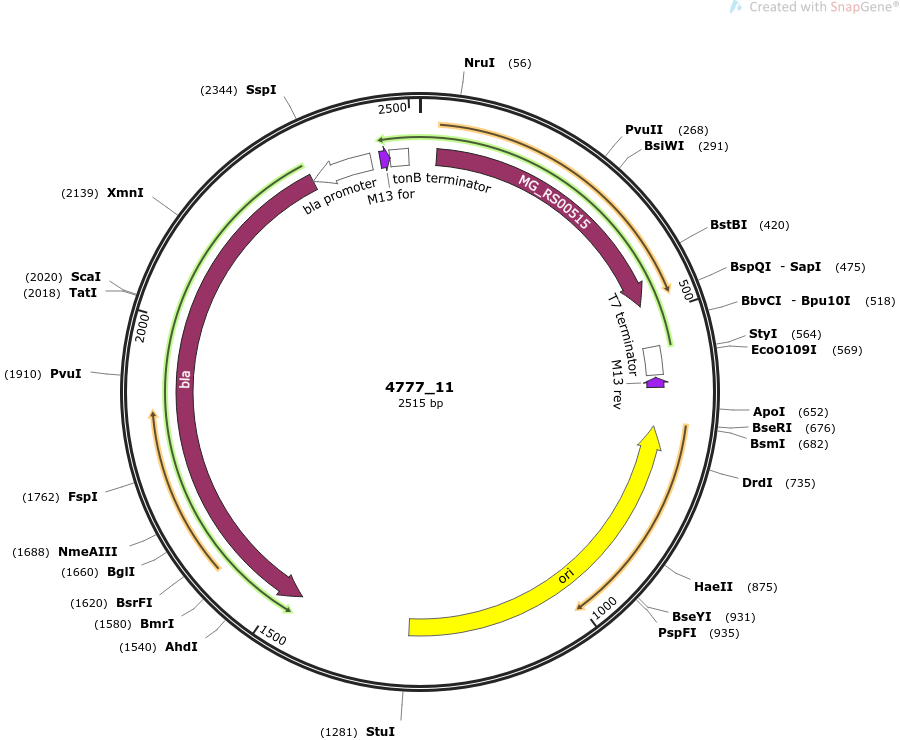 Created with SnapGene®
NruI (56)
(2344) SspI
2500
PvuII (268)
BsiWI (291)
tonB terminator
bla promoter
M13 for
MG_RS00515
(2139) XmnI
BstBI (420)
BspQI - SapI (475)
(2020) ScaI
(2018) TatI
500
BbvCI - Bpu10I (518)
2000
T7 terminator
StyI (564)
EcoO109I (569)
(1910) PvuI
bla
M13 rev
4777_11
2515 bp
ApoI (652)
BseRI (676)
BsmI (682)
DrdI (735)
(1762) FspI
(1688) NmeAIII
(1660) BglI
ori
HaeII (875)
(1620) BsrFI
1000
BseYI (931)
(1580) BmrI
PspFI (935)
1500
(1540) AhdI
(1281) StuI